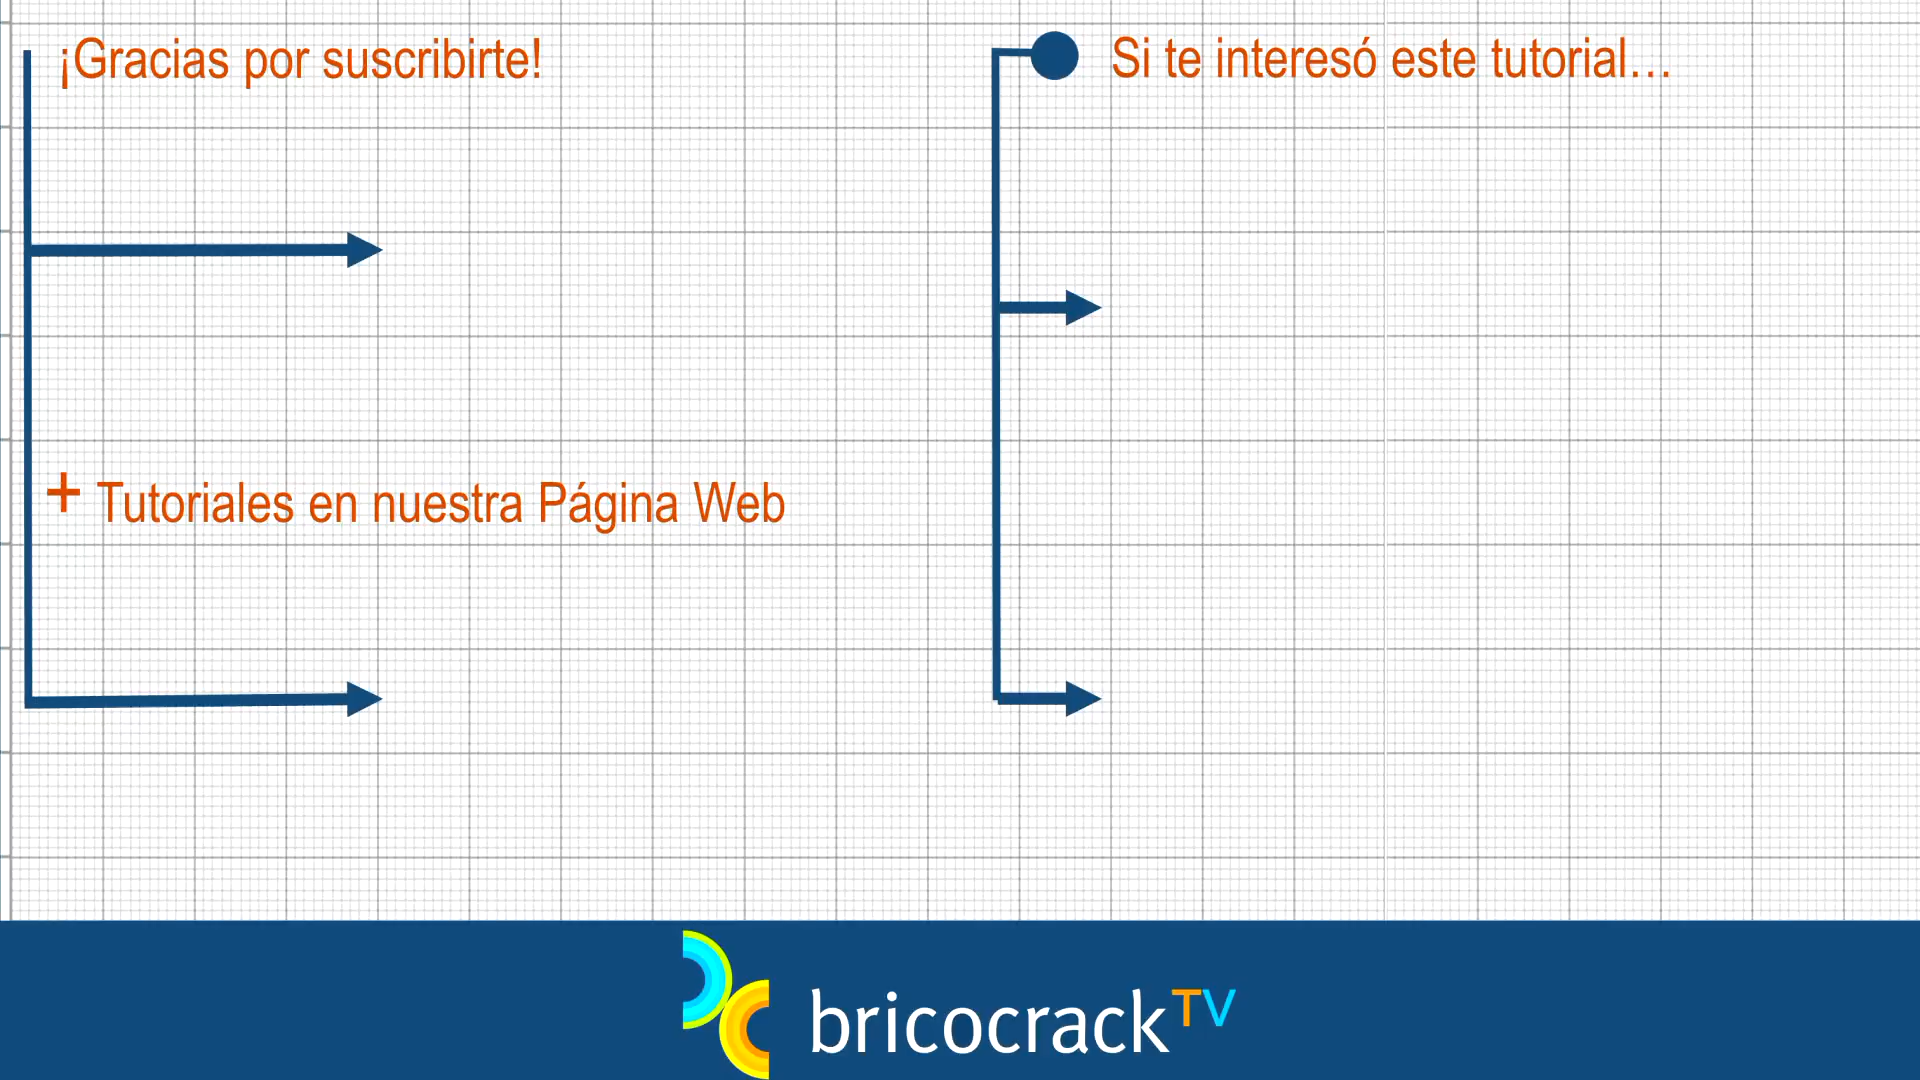 ¡Gracias por suscribirte!
+ Tutoriales en nuestra Página Web
Si te interesó este tutorial...
bricocrackTV